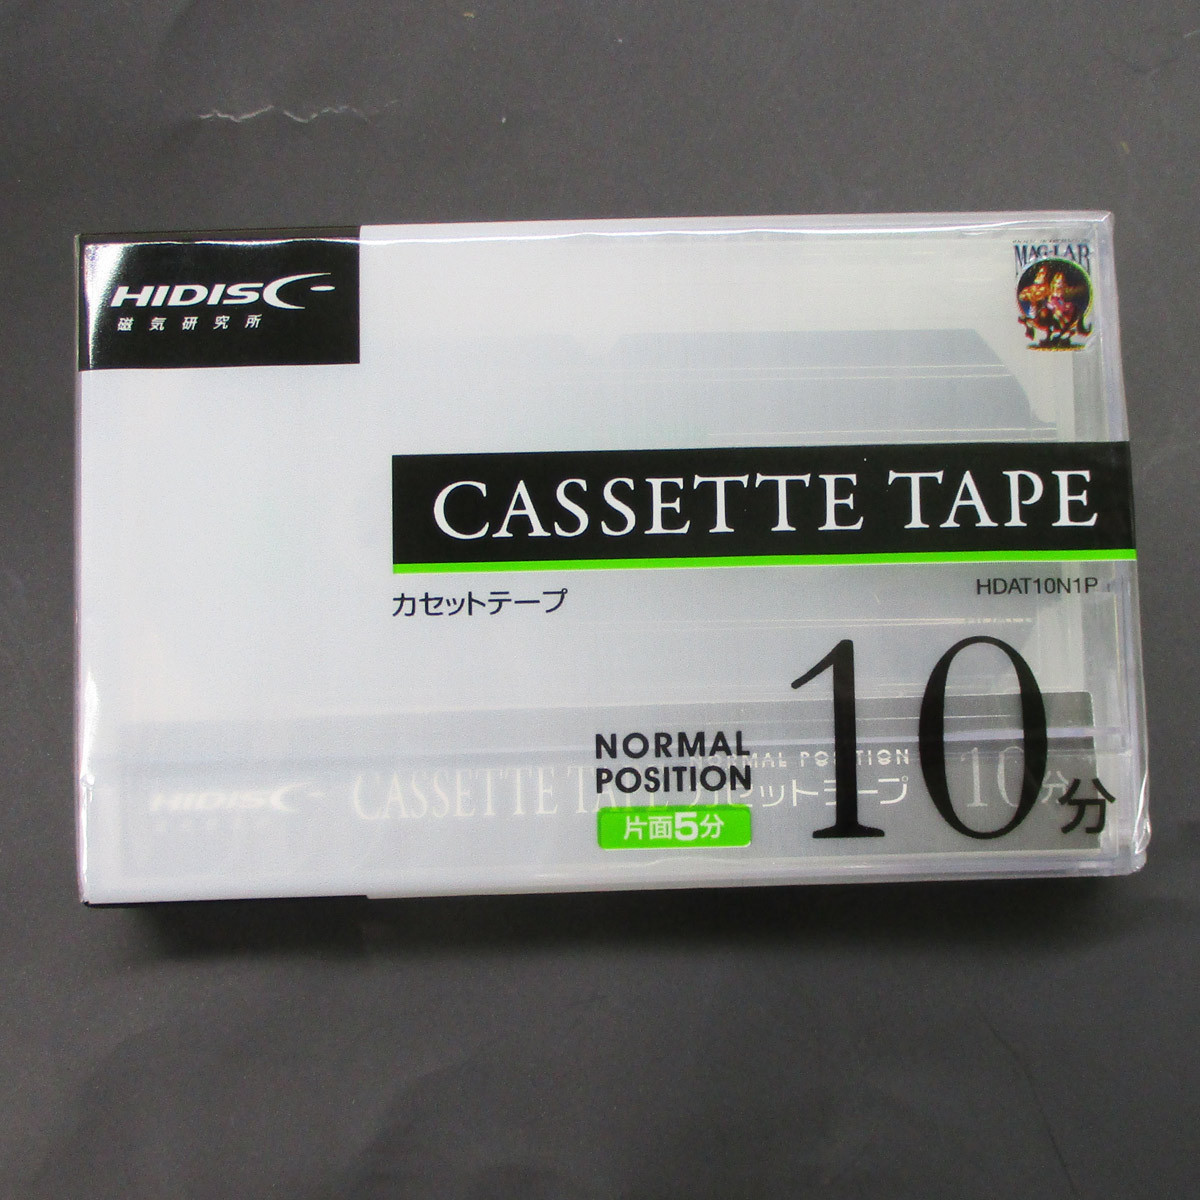 HIDISC
磁気研究所
MAG-LAB
CASSETTE TAPE
カセットテープ
HDAT10N1P
NORMAL
POSITION
片面5分
10分
HIDISC CASSETTE TAPE NORMAL POSITION カセットテープ 10分